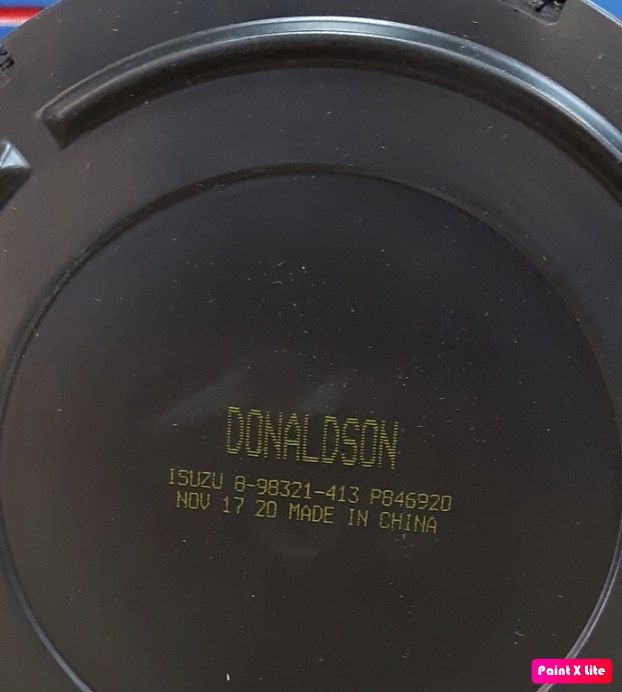 DONALDSON
ISUZU 8-98321-413 P846920
NOV 17 20 MADE IN CHINA
Paint X Lite